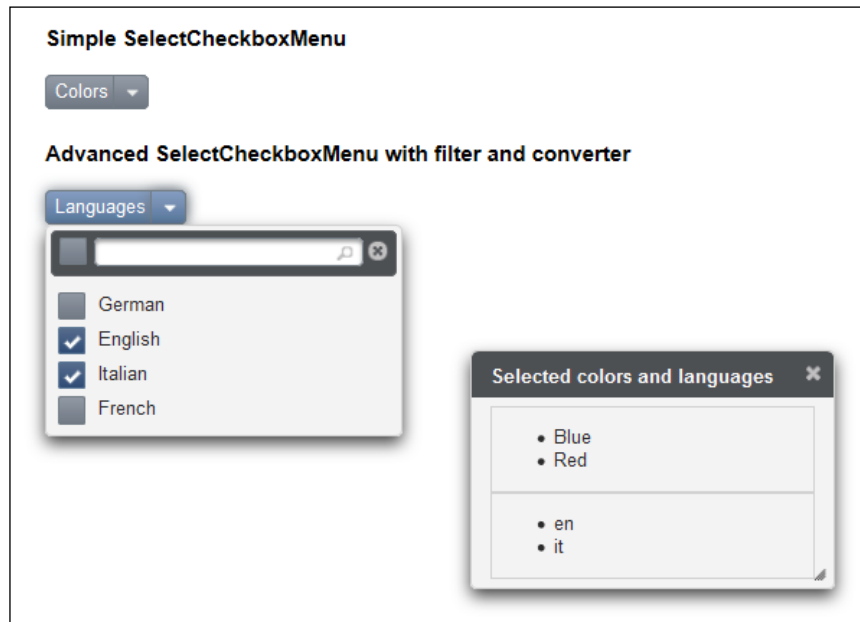 Simple SelectCheckboxMenu
Colors
Advanced SelectCheckboxMenu with filter and converter
Languages
German
English
Italian
French
Selected colors and languages
• Blue
• Red
• en
• it